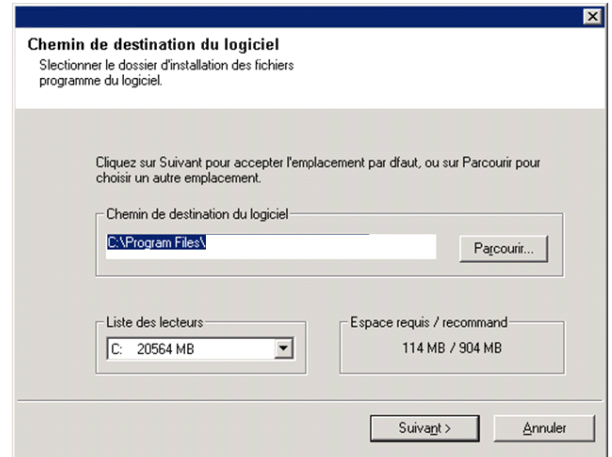 Chemin de destination du logiciel
Slectionner le dossier d'installation des fichiers
programme du logiciel.
Cliquez sur Suivant pour accepter l'emplacement par dfaut, ou sur Parcourir pour
choisir un autre emplacement.
Chemin de destination du logiciel
C:\Program Files\
Parcourir...
Liste des lecteurs
C: 20564 MB
Espace requis / recommand
114 MB / 904 MB
Suivant >
Annuler